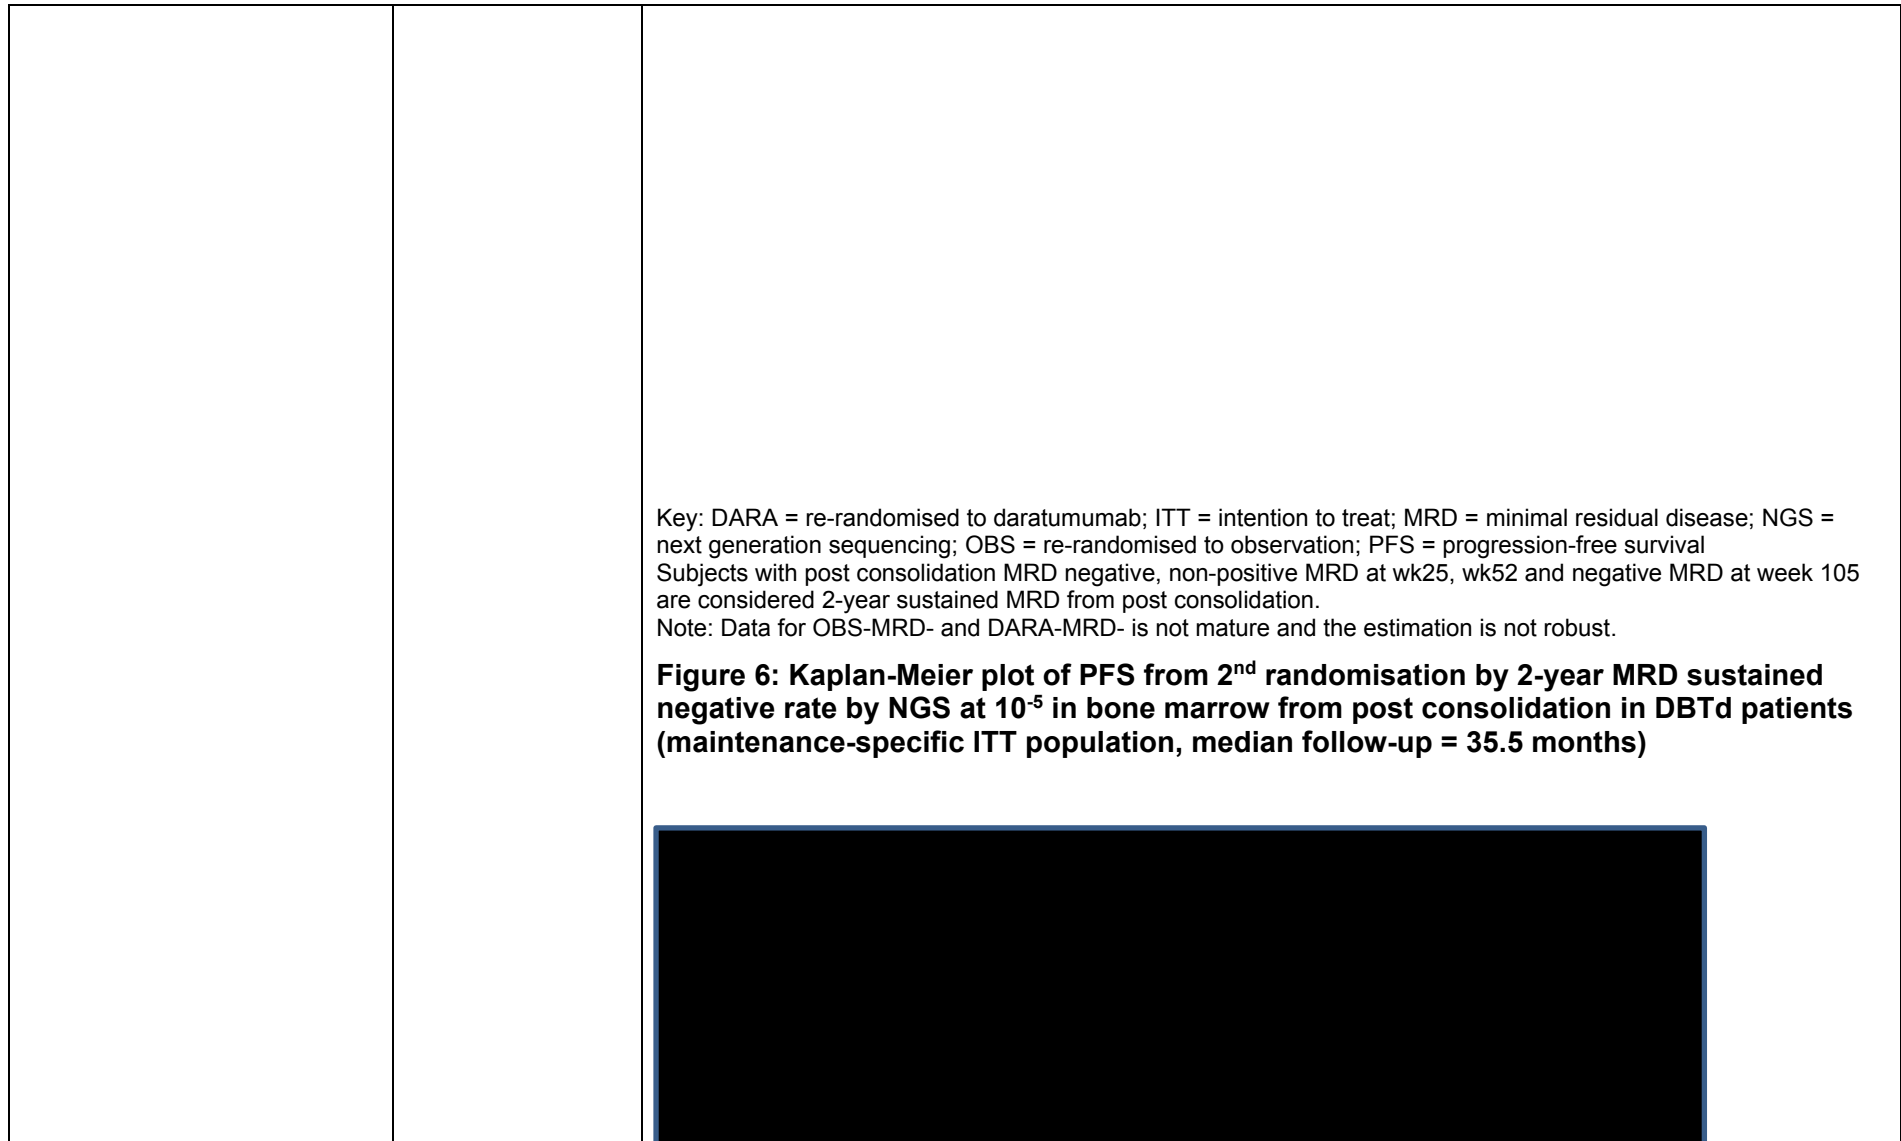 Key: DARA = re-randomised to daratumumab; ITT = intention to treat; MRD = minimal residual disease; NGS =
next generation sequencing; OBS = re-randomised to observation; PFS = progression-free survival
Subjects with post consolidation MRD negative, non-positive MRD at wk25, wk52 and negative MRD at week 105
are considered 2-year sustained MRD from post consolidation.
Note: Data for OBS-MRD- and DARA-MRD- is not mature and the estimation is not robust.
Figure 6: Kaplan-Meier plot of PFS from 2nd randomisation by 2-year MRD sustained
negative rate by NGS at 10-5 in bone marrow from post consolidation in DBTd patients
(maintenance-specific ITT population, median follow-up = 35.5 months)